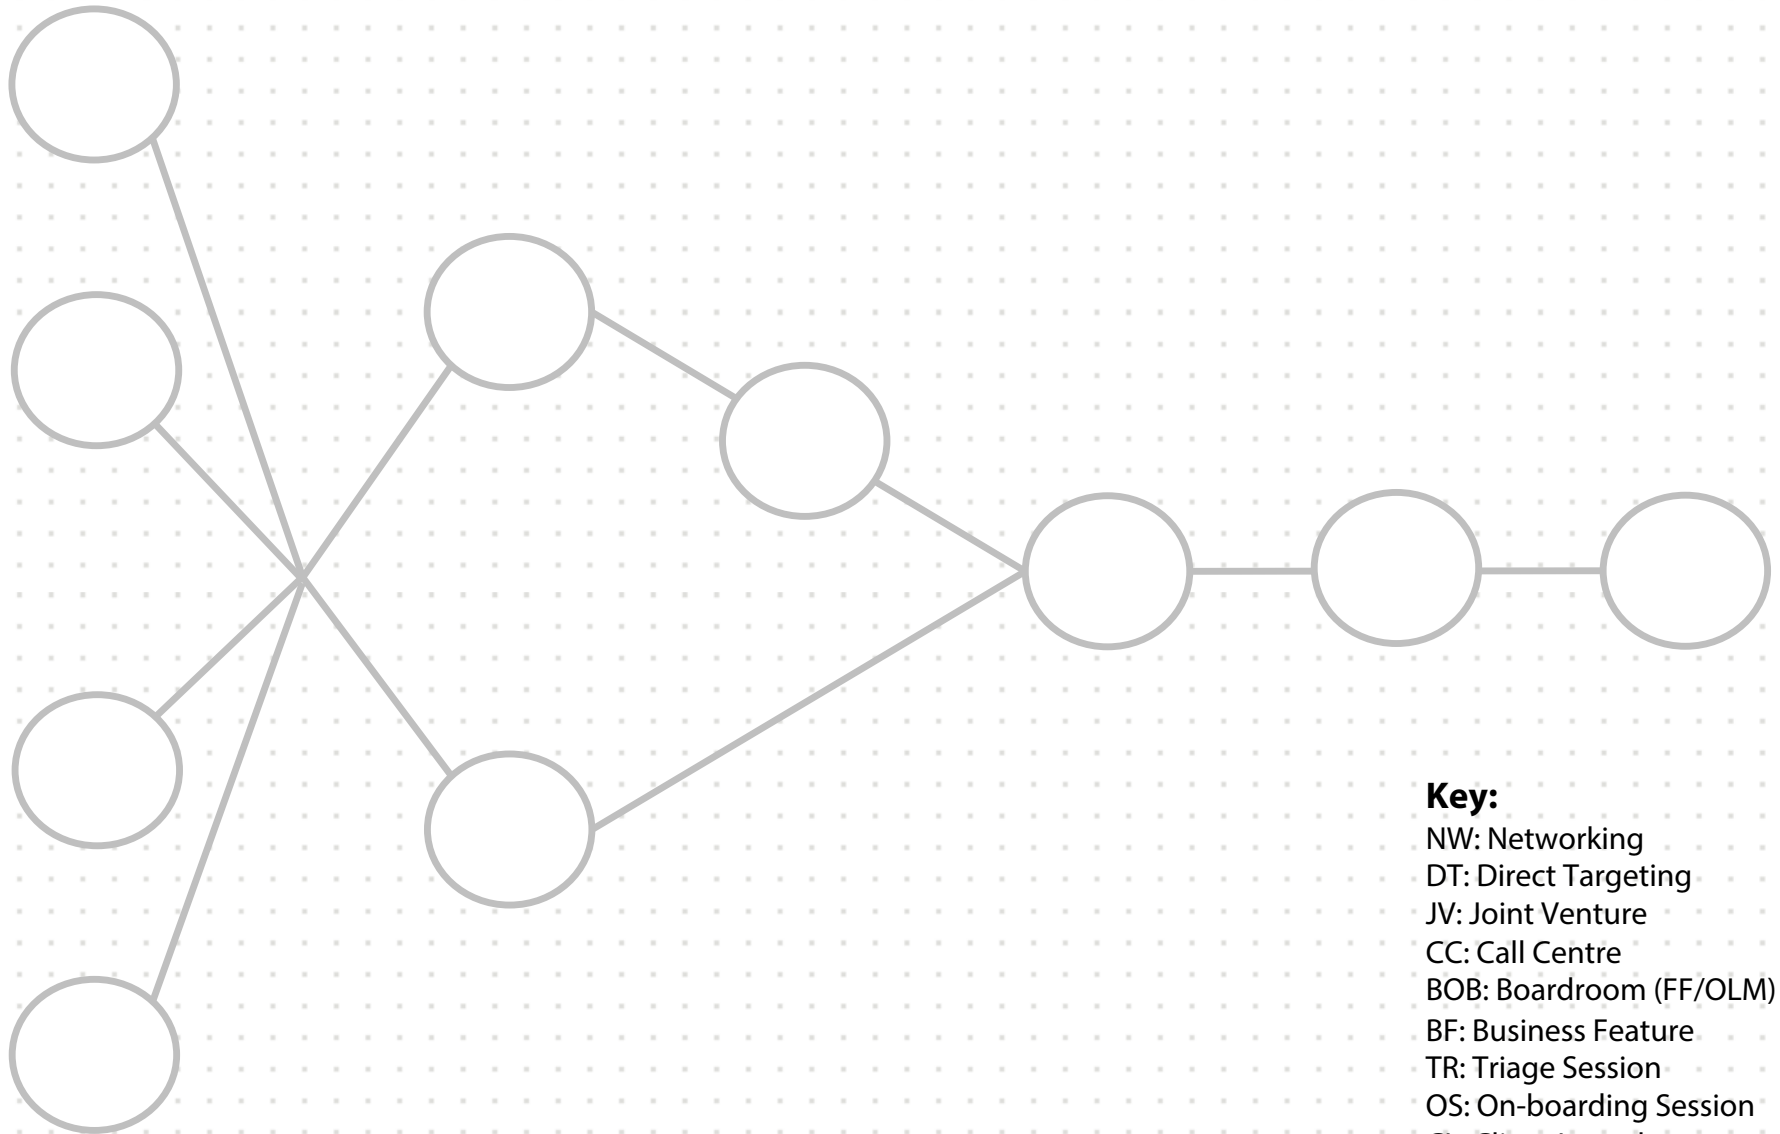 Key:
NW: Networking
DT: Direct Targeting
JV: Joint Venture
CC: Call Centre
BOB: Boardroom (FF/OLM)
BF: Business Feature
TR: Triage Session
OS: On-boarding Session